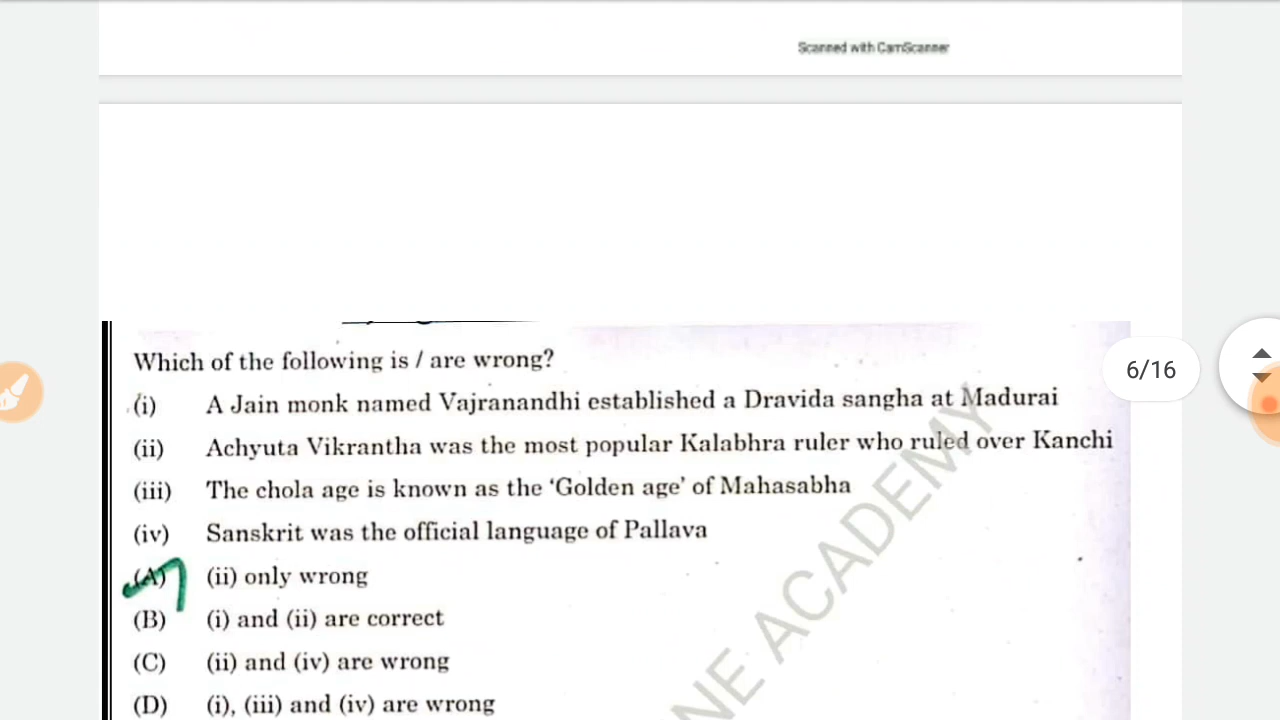 Scanned with CamScanner
6/16
Which of the following is / are wrong?
(i) A Jain monk named Vajranandhi established a Dravida sangha at Madurai
(ii) Achyuta Vikrantha was the most popular Kalabhra ruler who ruled over Kanchi
(iii) The chola age is known as the ‘Golden age’ of Mahasabha
(iv) Sanskrit was the official language of Pallava
(A) (ii) only wrong
(B) (i) and (ii) are correct
(C) (ii) and (iv) are wrong
(D) (i), (iii) and (iv) are wrong
NE ACADEMY